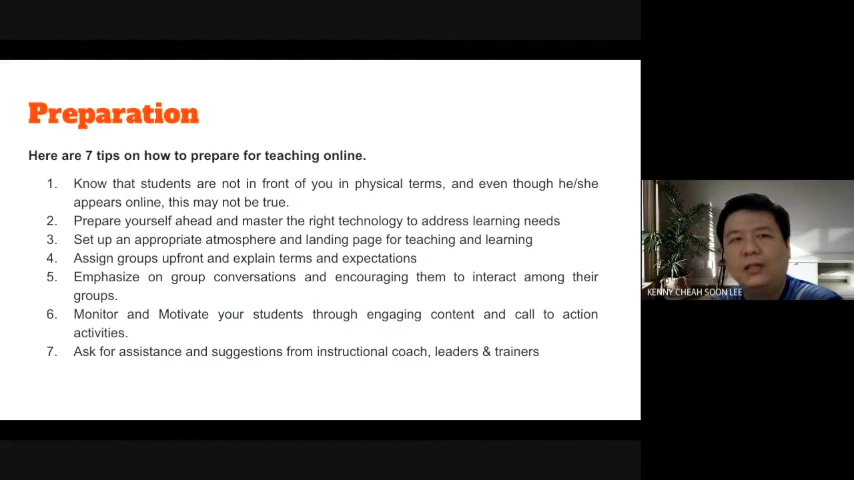 Preparation
Here are 7 tips on how to prepare for teaching online.
1. Know that students are not in front of you in physical terms, and even though he/she
appears online, this may not be true.
2. Prepare yourself ahead and master the right technology to address learning needs
3. Set up an appropriate atmosphere and landing page for teaching and learning
4. Assign groups upfront and explain terms and expectations
5. Emphasize on group conversations and encouraging them to interact among their
groups.
6. Monitor and Motivate your students through engaging content and call to action
activities.
7. Ask for assistance and suggestions from instructional coach, leaders & trainers
KENNY CHEAH SOON LEE